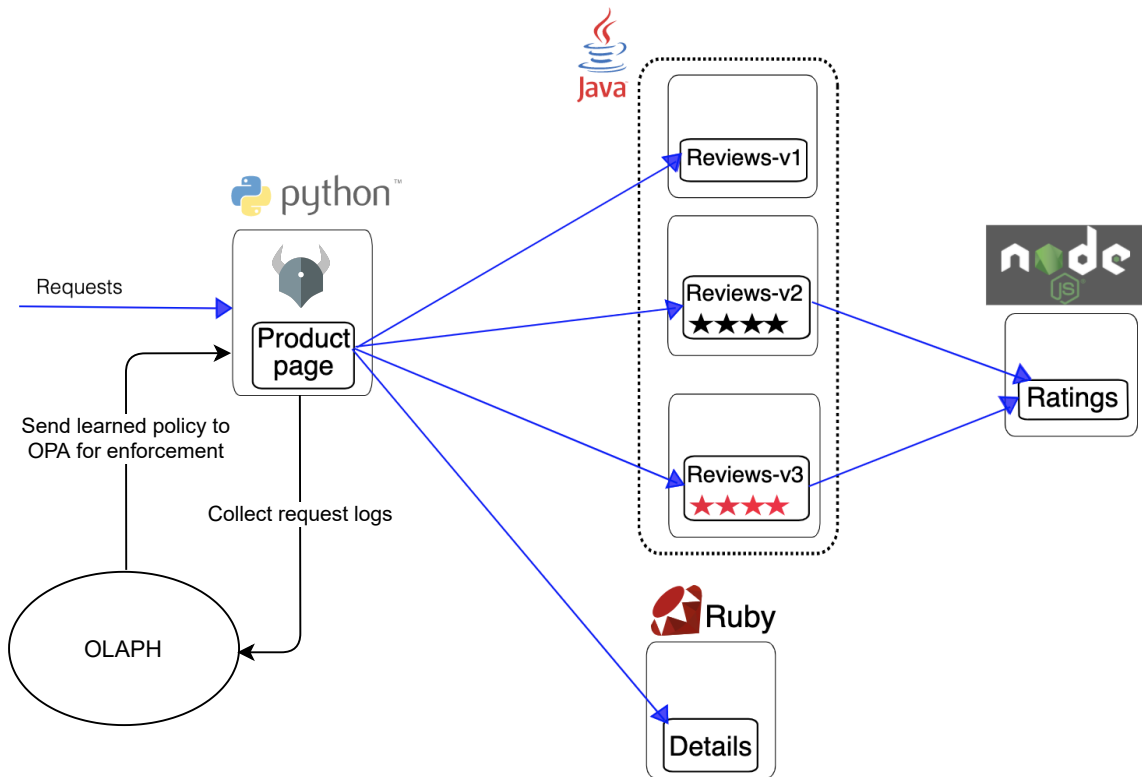 Java
python™
Requests
Product
page
Send learned policy to
OPA for enforcement
Collect request logs
OLAPH
Reviews-v1
Reviews-v2
Reviews-v3
node
JS
Ratings
Ruby
Details